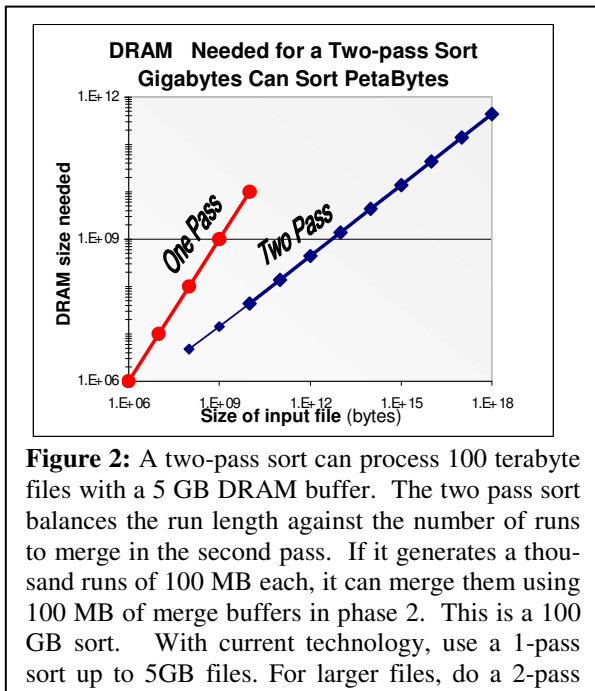 DRAM Needed for a Two-pass Sort
Gigabytes Can Sort PetaBytes
1.E+12
1.E+09
1.E+06
DRAM size needed
One Pass
Two Pass
1.E+06 1.E+09 1.E+12 1.E+15 1.E+18
Size of input file (bytes)
Figure 2: A two-pass sort can process 100 terabyte
files with a 5 GB DRAM buffer. The two pass sort
balances the run length against the number of runs
to merge in the second pass. If it generates a thou-
sand runs of 100 MB each, it can merge them using
100 MB of merge buffers in phase 2. This is a 100
GB sort. With current technology, use a 1-pass
sort up to 5GB files. For larger files, do a 2-pass